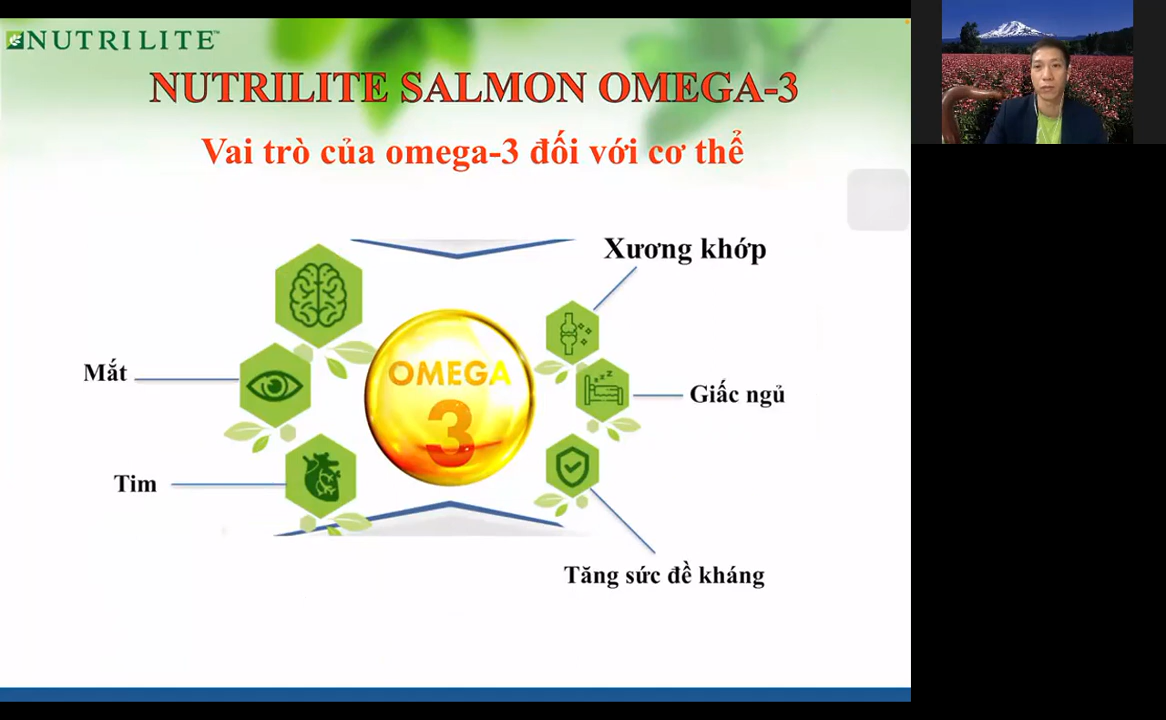 NUTRILITE™
NUTRILITE SALMON OMEGA-3
Vai trò của omega-3 đối với cơ thể
Xương khớp
Mắt
OMEGA
3
z z Z
Giấc ngủ
Tim
Tăng sức đề kháng